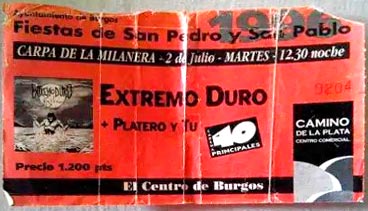 Ayuntamiento de Burgos
1996
Fiestas de San Pedro y San Pablo
CARPA DE LA MILANERA - 2 de Julio - MARTES - 12,30 noche
0204
EXTREMO DURO
+ PLATERO Y TU
40
PRINCIPALES
CAMINO
DE LA PLATA
CENTRO COMERCIAL
Precio 1.200 pts
El Centro de Burgos